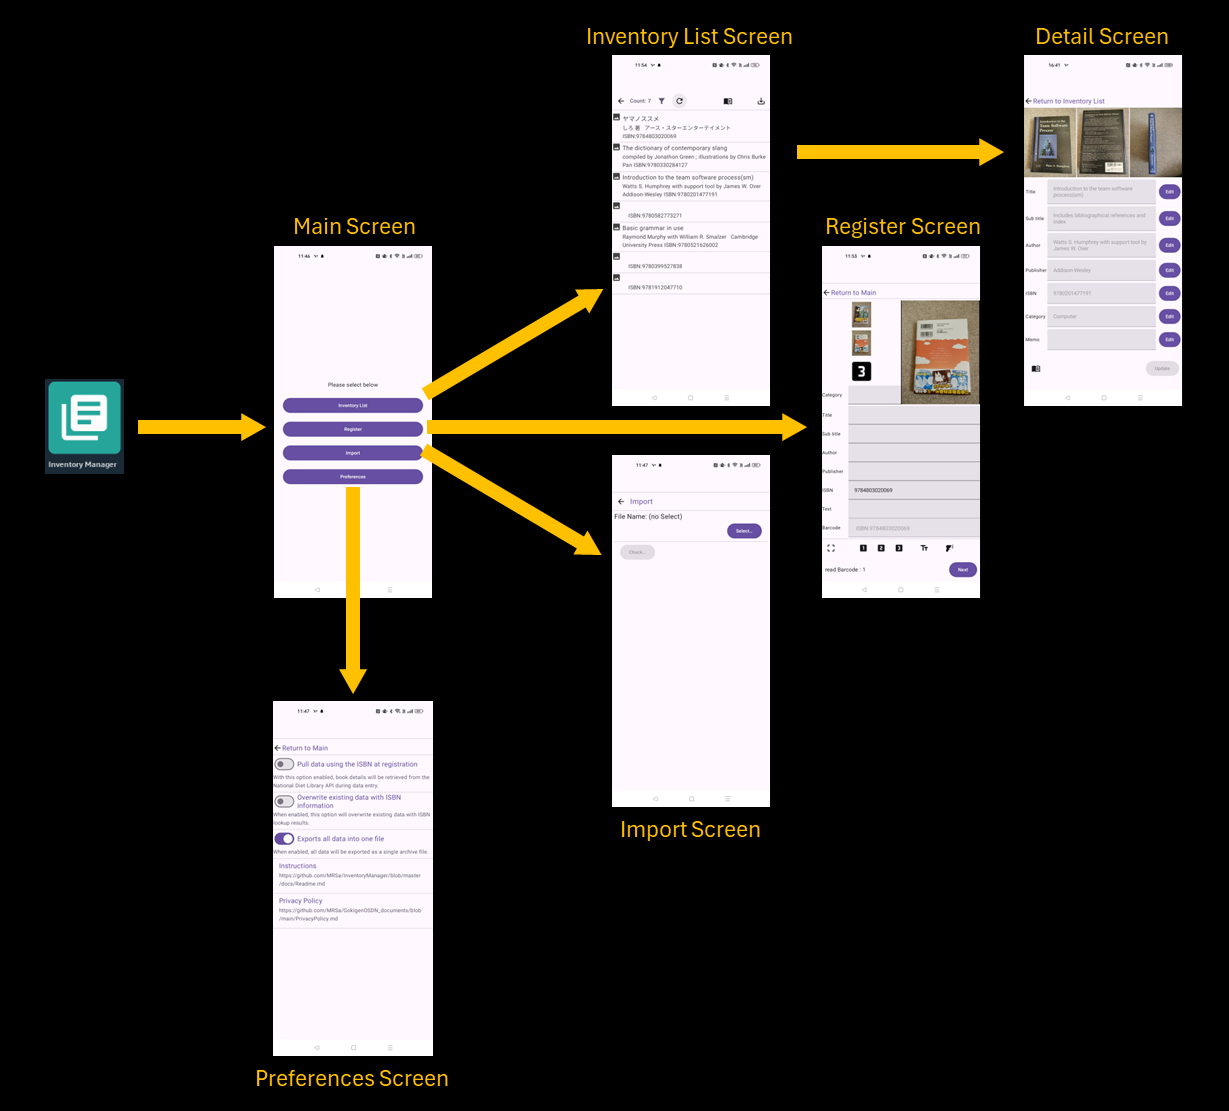 Inventory Manager
Main Screen
11:46
Please select below
Inventory List
Register
Import
Preferences
Inventory List Screen
11:54
Count: 7
ヤマノススメ
しろ 著 アース・スターエンターテイメント
ISBN:9784803020069
The dictionary of contemporary slang
compiled by Jonathon Green ; illustrations by Chris Burke
Pan ISBN:9780330284127
Introduction to the team software process(sm)
Watts S. Humphrey with support tool by James W. Over
Addison-Wesley ISBN:9780201477191
ISBN:9780582773271
Basic grammar in use
Raymond Murphy with William R. Smalzer Cambridge
University Press ISBN:9780521626002
ISBN:9780399527838
ISBN:9781912047710
Detail Screen
16:41
Return to Inventory List
Introduction to the
Team Software
Process
Title
Introduction to the team software
process(sm)
Edit
Sub title
Includes bibliographical references and
index
Edit
Author
Watts S. Humphrey with support tool by
James W. Over
Edit
Publisher
Addison-Wesley
Edit
ISBN
9780201477191
Edit
Category
Computer
Edit
Memo
Edit
Update
Register Screen
11:53
Return to Main
3
Category
Title
Sub title
Author
Publisher
ISBN
9784803020069
Text
Barcode
ISBN:9784803020069
1 2 3 Tт
read Barcode : 1
Next
11:47
Import
File Name: (no Select)
Select...
Check...
Import Screen
11:47
Return to Main
Pull data using the ISBN at registration
With this option enabled, book details will be retrieved from the
National Diet Library API during data entry.
Overwrite existing data with ISBN
information
When enabled, this option will overwrite existing data with ISBN
lookup results.
Exports all data into one file
When enabled, all data will be exported as a single archive file.
Instructions
https://github.com/MRSa/InventoryManager/blob/master
/docs/Readme.md
Privacy Policy
https://github.com/MRSa/GokigenOSDN_documents/blob
/main/PrivacyPolicy.md
Preferences Screen